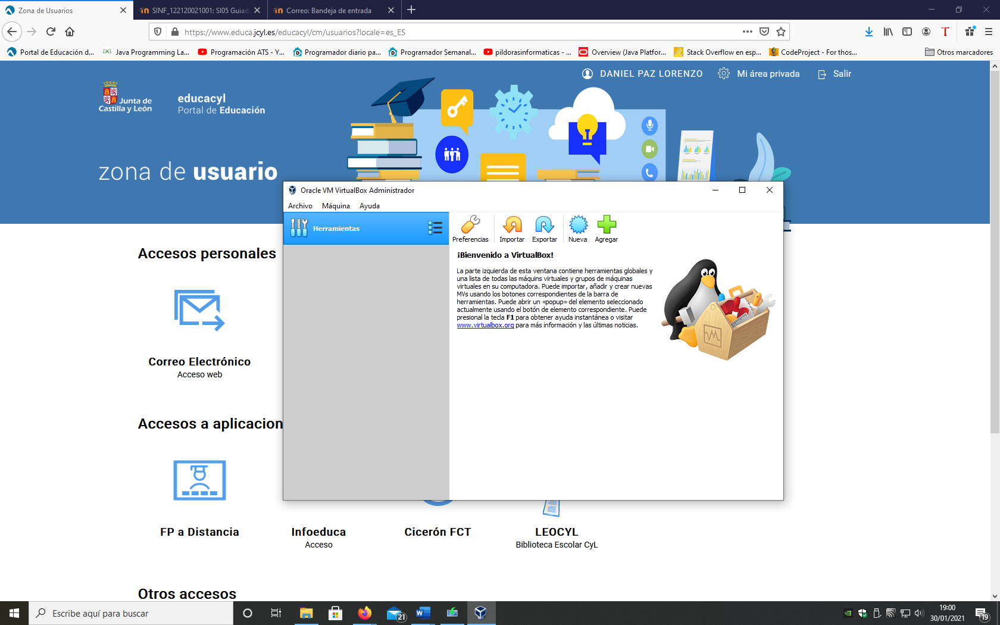 Zona de Usuarios
SINF_122120021001: SI05 Guiad
Correo: Bandeja de entrada
https://www.educa.jcyl.es/educacyl/cm/usuarios?locale=es_ES
Portal de Educación d...
Java Programming La...
Programación ATS - Y...
Programador diario pa...
Programador Semanal...
pildorasinformaticas - ...
Overview (Java Platfor...
Stack Overflow en esp...
CodeProject - For thos...
Otros marcadores
DANIEL PAZ LORENZO
Mi área privada
Salir
Junta de
Castilla y León
educacyl
Portal de Educación
zona de usuario
Oracle VM VirtualBox Administrador
Archivo Máquina Ayuda
Herramientas
Preferencias
Importar
Exportar
Nueva
Agregar
¡Bienvenido a VirtualBox!
La parte izquierda de esta ventana contiene herramientas globales y
una lista de todas las máquins virtuales y grupos de máquinas
virtuales en su computadora. Puede importar, añadir y crear nuevas
MVs usando los botones correspondientes de la barra de
herramientas. Puede abrir un «popup» del elemento seleccionado
actualmente usando el botón de elemento correspondiente. Puede
presional la tecla F1 para obtener ayuda instantánea o visitar
www.virtualbox.org para más información y las últimas noticias.
Accesos personales
Correo Electrónico
Acceso web
Accesos a aplicacion
FP a Distancia
Infoeduca
Acceso
Cicerón FCT
LEOCYL
Biblioteca Escolar CyL
Otros accesos
Escribe aquí para buscar
21
19:00
30/01/2021
19